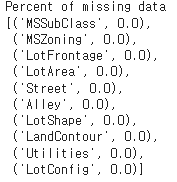 Percent of missing data
[('MSSubClass', 0.0),
('MSZoning', 0.0),
('LotFrontage', 0.0),
('LotArea', 0.0),
('Street', 0.0),
('Alley', 0.0),
('LotShape', 0.0),
('LandContour', 0.0),
('Utilities', 0.0),
('LotConfig', 0.0)]